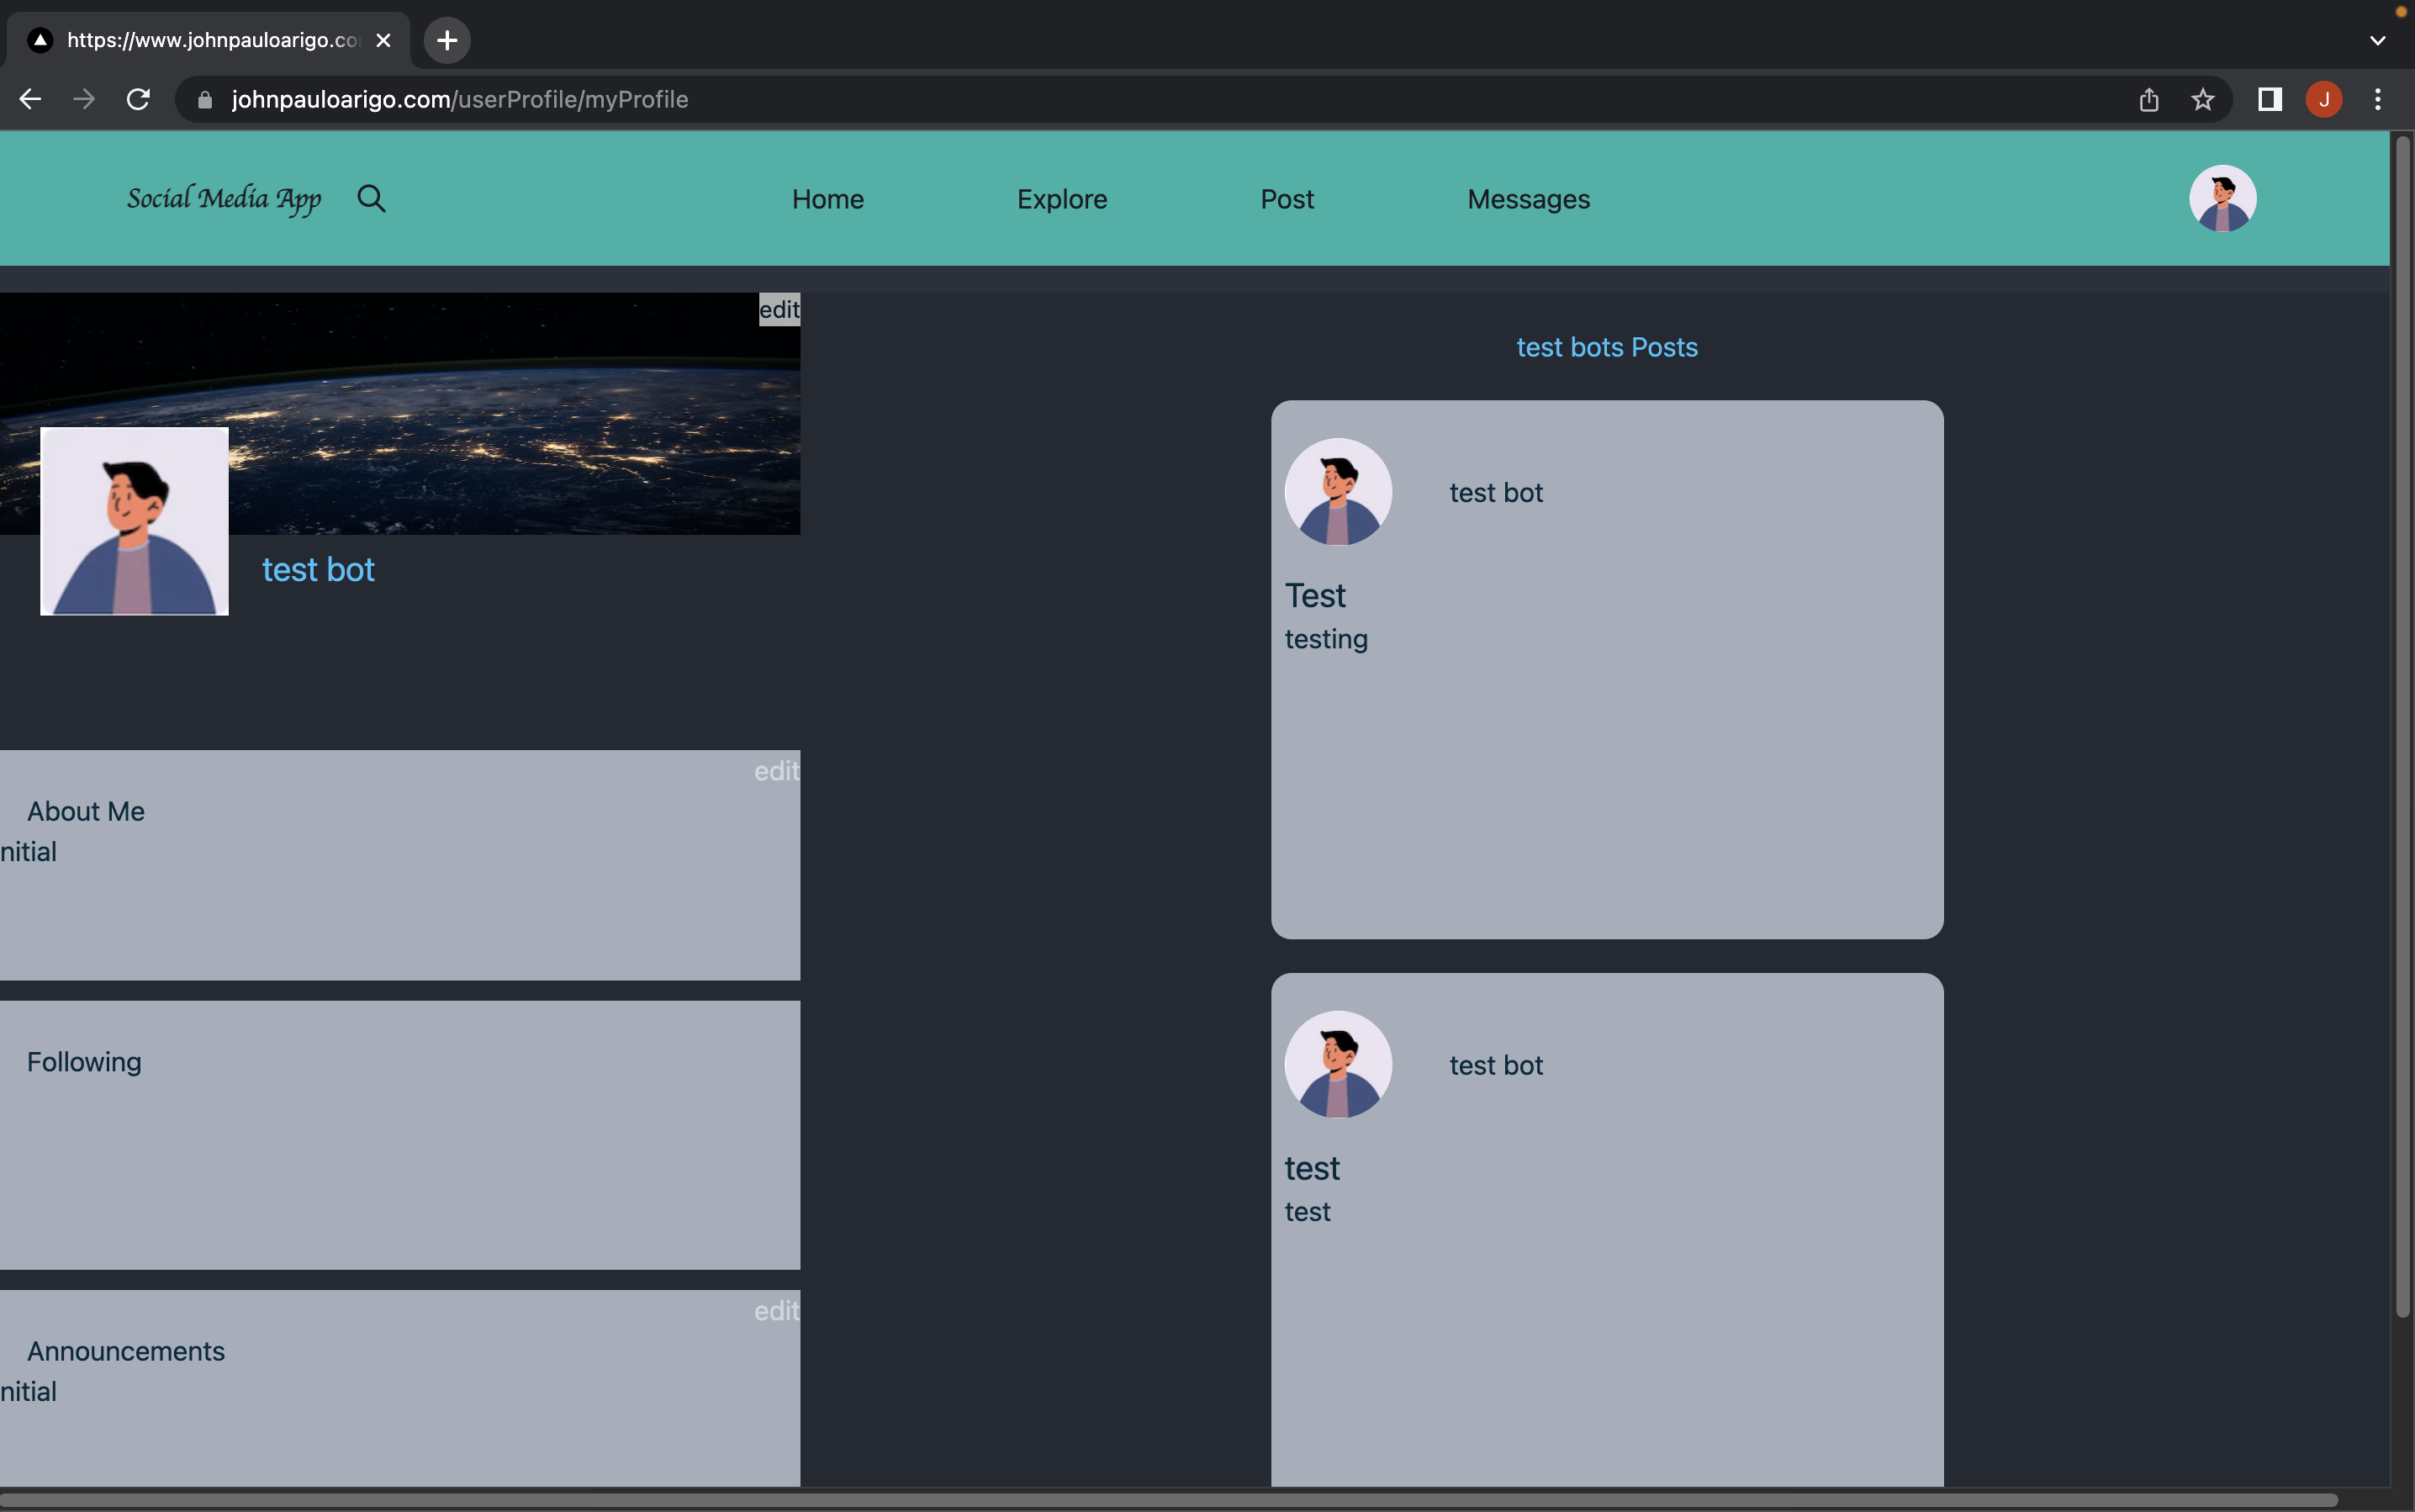 https://www.johnpauloarigo.co
johnpauloarigo.com/userProfile/myProfile
J
Social Media App
Home
Explore
Post
Messages
edit
test bot
edit
About Me
nitial
Following
edit
Announcements
nitial
test bots Posts
test bot
Test
testing
test bot
test
test